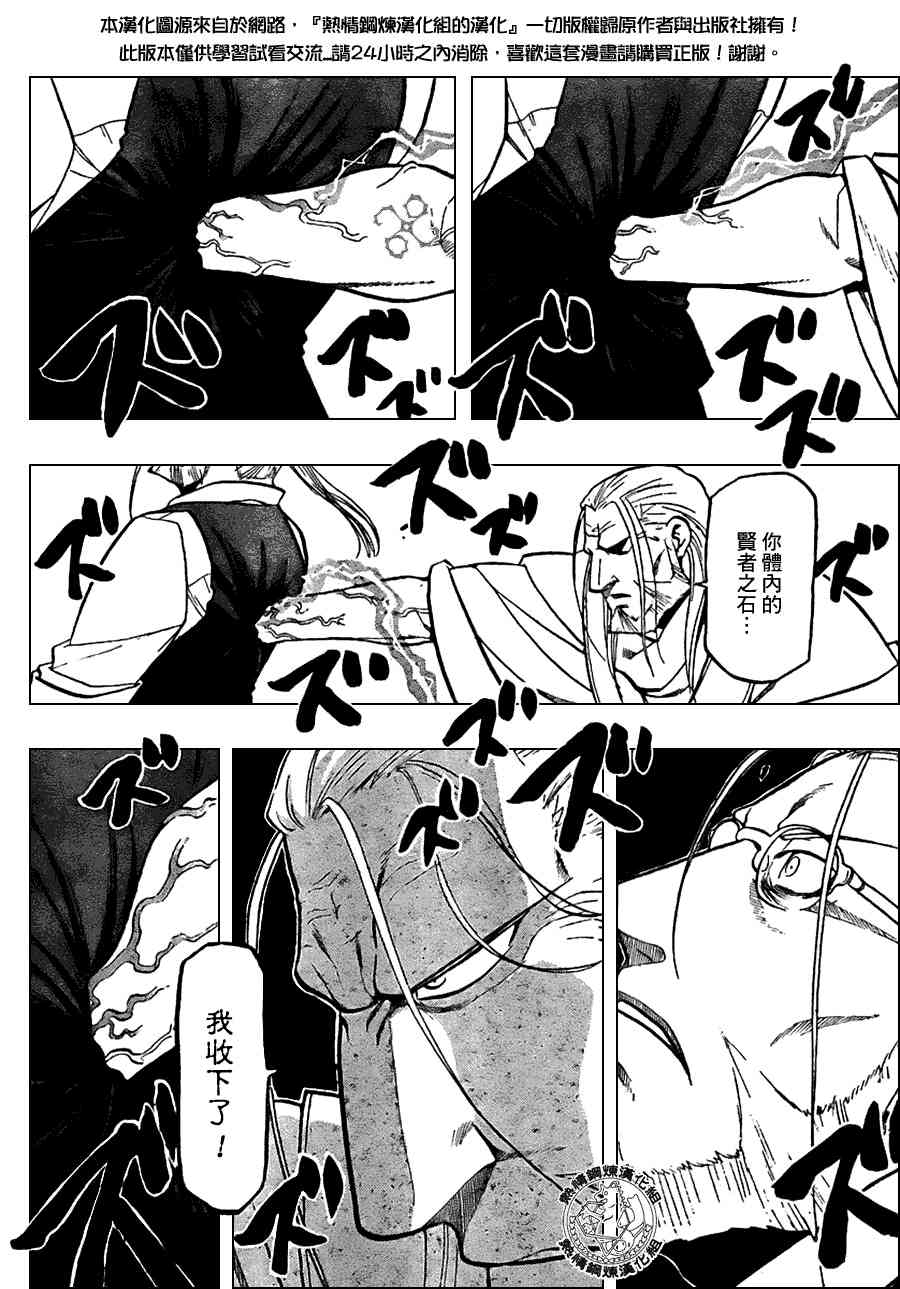 本漢化圖源來自於網路，『熱情鋼煉漢化組的漢化』一切版權歸原作者與出版社擁有！
此版本僅供學習試看交流…請24小時之內消除，喜歡這套漫畫請購買正版！謝謝。
ズ
ズ
ズ
ズ
ズ
ズ
ズ
你體內的
賢者之石…
ズ
ズ
ズ
ズ
ズ
ズ
ズ
ズ
ズ
ズ
我收下了！
ズ
ズ
熱情鋼煉漢化組
熱情鋼煉漢化組